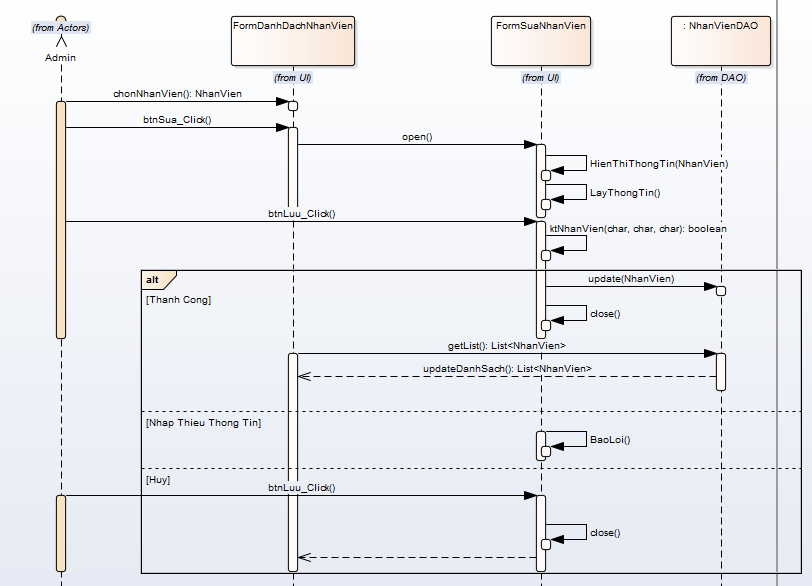 (from Actors)
Admin
FormDanhDachNhanVien
(from UI)
FormSuaNhanVien
(from UI)
: NhanVienDAO
(from DAO)
chonNhanVien(): NhanVien
btnSua_Click()
open()
HienThiThongTin(NhanVien)
LayThongTin()
btnLuu_Click()
ktNhanVien(char, char, char): boolean
alt
update(NhanVien)
[Thanh Cong]
close()
getList(): List<NhanVien>
updateDanhSach(): List<NhanVien>
[Nhap Thieu Thong Tin]
BaoLoi()
[Huy]
btnLuu_Click()
close()